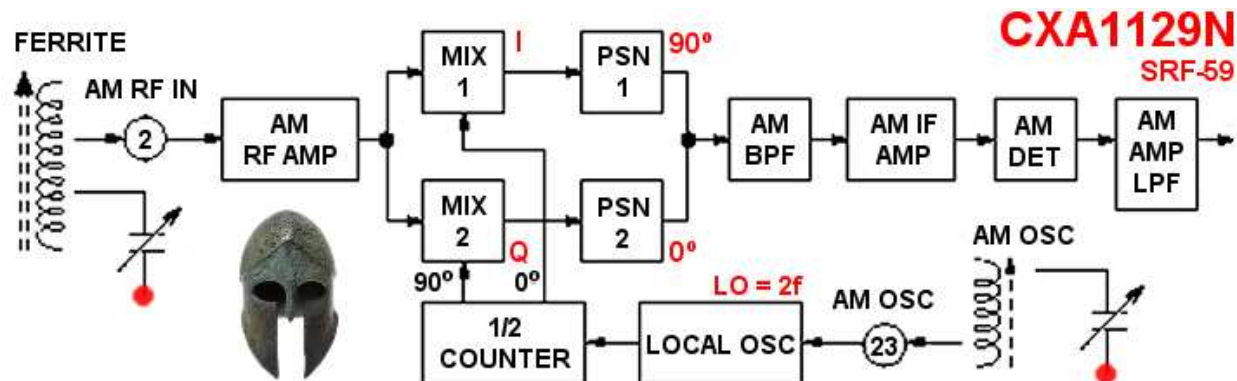 CXA1129N
SRF-59
FERRITE
AM RF IN
2
AM
RF AMP
MIX
1
I
PSN
1
90º
MIX
2
Q
PSN
2
0º
AM
BPF
AM IF
AMP
AM
DET
AM
AMP
LPF
90º
0º
1/2
COUNTER
LO = 2f
LOCAL OSC
AM OSC
23
AM OSC